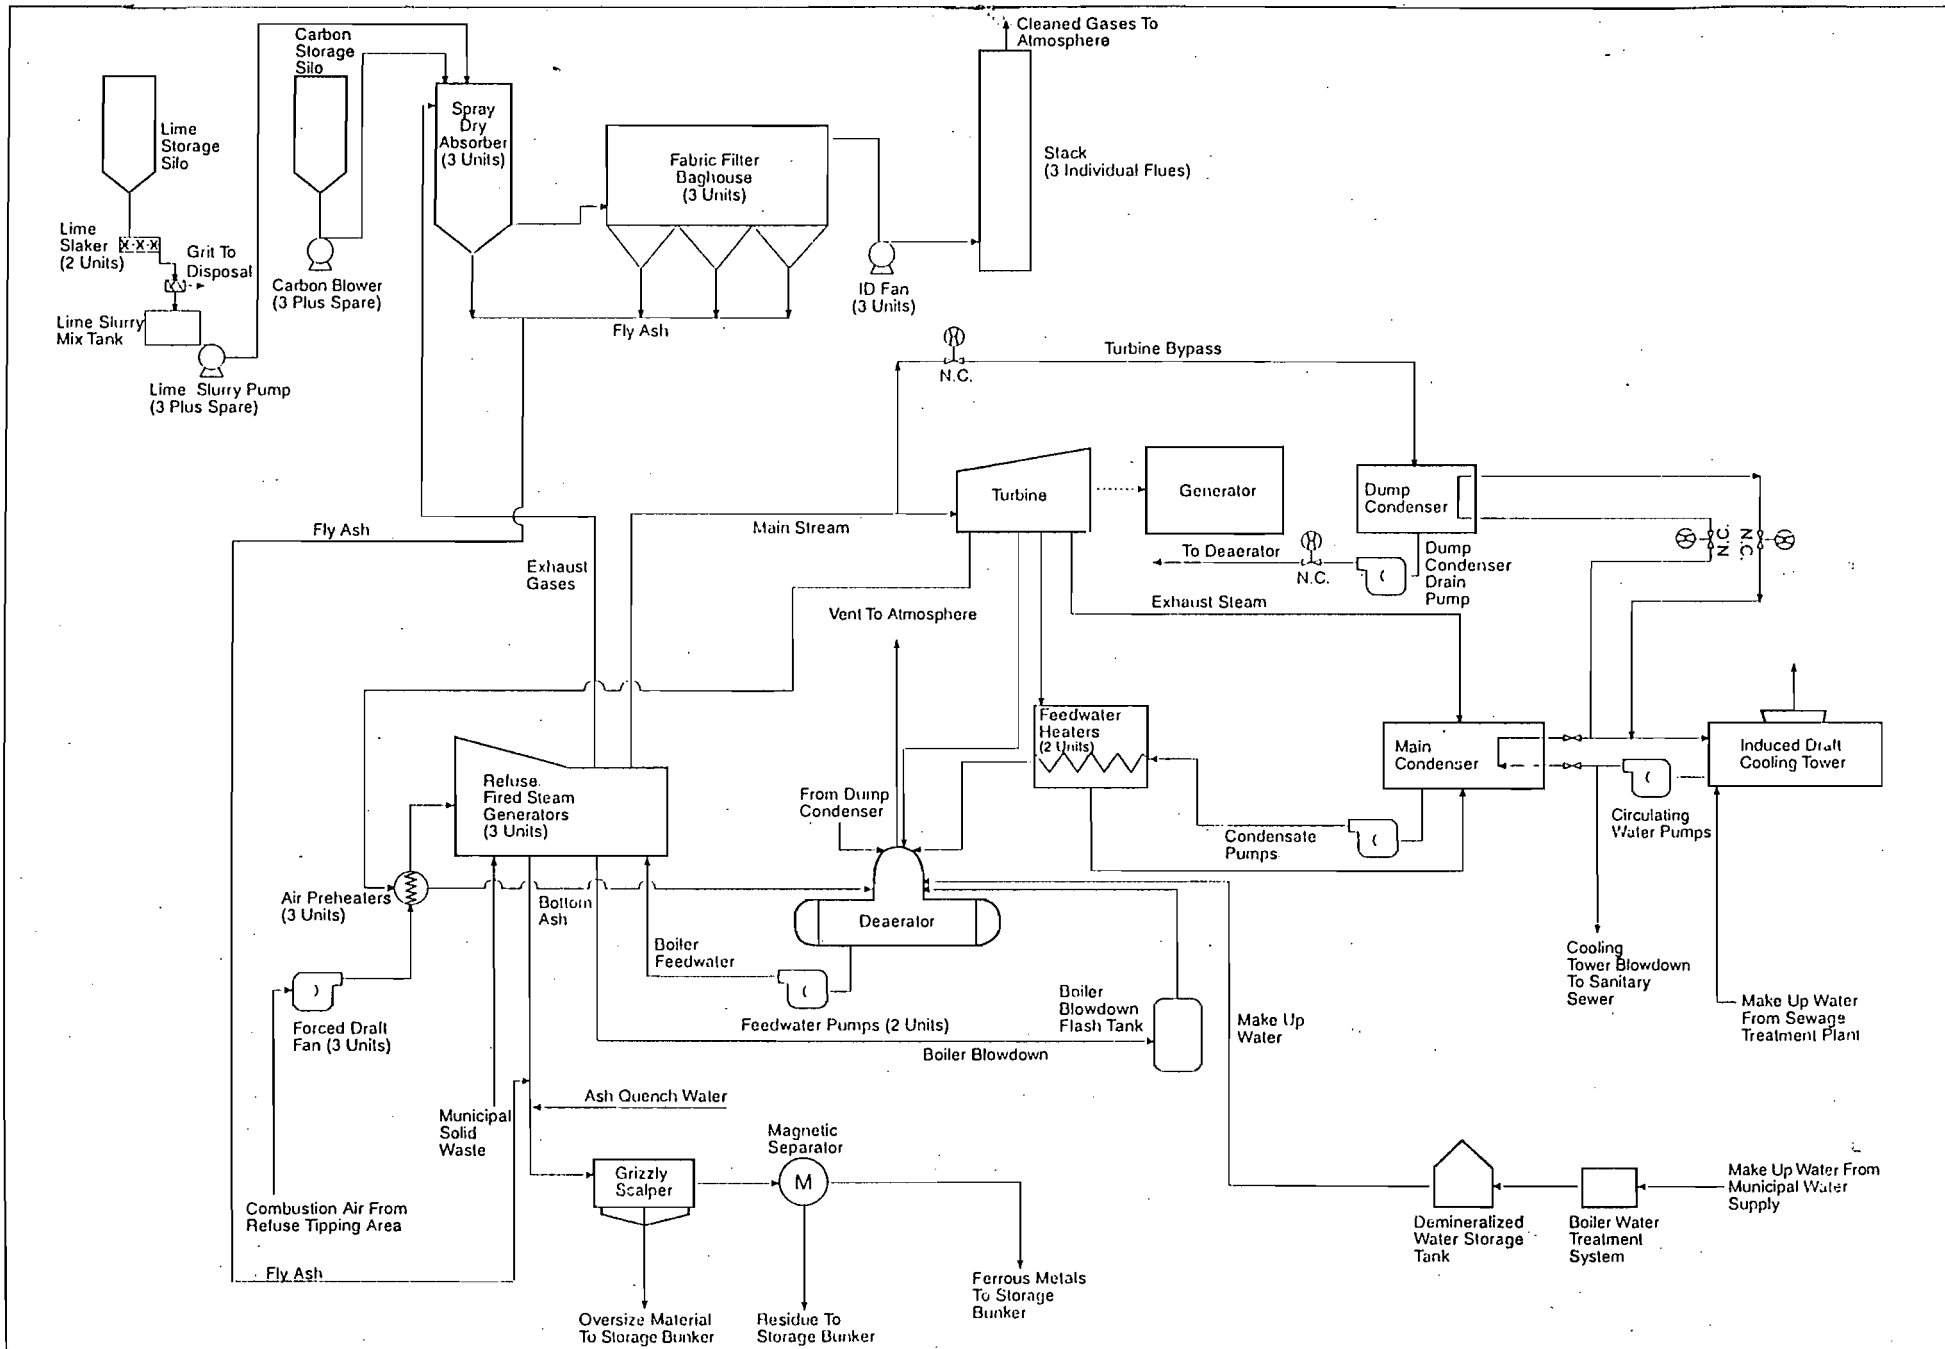 Cleaned Gases To
Atmosphere
Carbon
Storage
Silo
Lime
Storage
Silo
Spray
Dry
Absorber
(3 Units)
Fabric Filter
Baghouse
(3 Units)
Stack
(3 Individual Flues)
Lime
Slaker
(2 Units)
X-X-X
Grit To
Disposal
Carbon Blower
(3 Plus Spare)
ID Fan
(3 Units)
Lime Slurry
Mix Tank
Fly Ash
Lime Slurry Pump
(3 Plus Spare)
N.C.
Turbine Bypass
Turbine
Generator
Dump
Condenser
Fly Ash
Main Stream
Exhaust
Gases
To Deaerator
N.C.
Dump
Condenser
Drain
Pump
N.C.
N.C.
Exhaust Steam
Vent To Atmosphere
Feedwater
Heaters
(2 Units)
Main
Condenser
Induced Draft
Cooling Tower
Refuse
Fired Steam
Generators
(3 Units)
From Dump
Condenser
Condensate
Pumps
Circulating
Water Pumps
Air Preheaters
(3 Units)
Bottom
Ash
Deaerator
Boiler
Feedwater
Cooling
Tower Blowdown
To Sanitary
Sewer
Forced Draft
Fan (3 Units)
Feedwater Pumps (2 Units)
Boiler
Blowdown
Flash Tank
Make Up
Water
Make Up Water
From Sewage
Treatment Plant
Boiler Blowdown
Ash Quench Water
Municipal
Solid
Waste
Magnetic
Separator
Grizzly
Scalper
M
Combustion Air From
Refuse Tipping Area
Make Up Water From
Municipal Water
Supply
Demineralized
Water Storage
Tank
Boiler Water
Treatment
System
Fly Ash
Ferrous Metals
To Storage
Bunker
Oversize Material
To Storage Bunker
Residue To
Storage Bunker